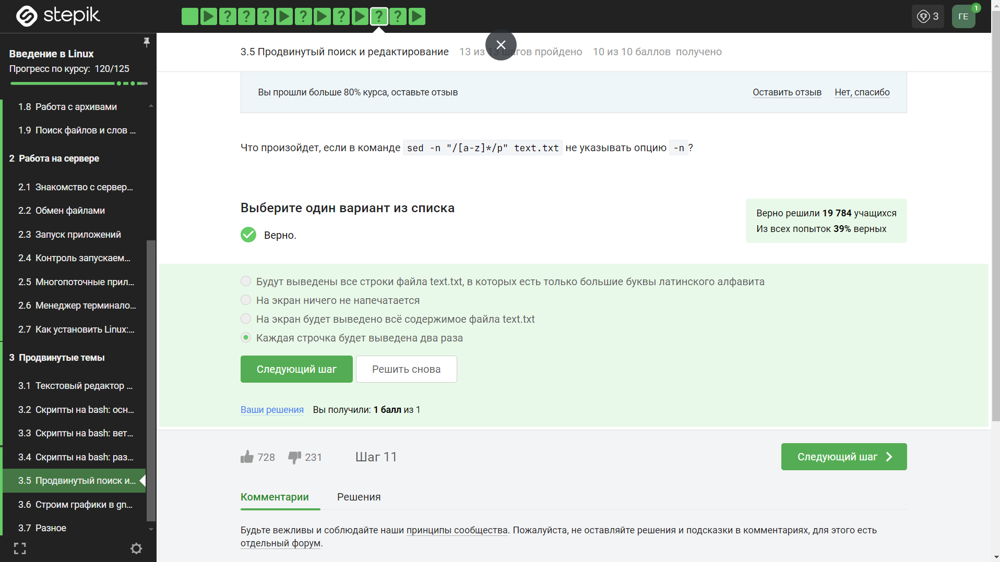 stepik
? ? ? ? ? ? ?
3
ГЕ
1
Введение в Linux
Прогресс по курсу: 120/125
1.8 Работа с архивами
1.9 Поиск файлов и слов ...
2 Работа на сервере
2.1 Знакомство с сервер...
2.2 Обмен файлами
2.3 Запуск приложений
2.4 Контроль запускаем...
2.5 Многопоточные прил...
2.6 Менеджер терминало...
2.7 Как установить Linux:...
3 Продвинутые темы
3.1 Текстовый редактор ...
3.2 Скрипты на bash: осн...
3.3 Скрипты на bash: вет...
3.4 Скрипты на bash: раз...
3.5 Продвинутый поиск и...
3.6 Строим графики в gn...
3.7 Разное
3.5 Продвинутый поиск и редактирование 13 из 13 шагов пройдено 10 из 10 баллов получено
Вы прошли больше 80% курса, оставьте отзыв Оставить отзыв Нет, спасибо
Что произойдет, если в команде sed -n "/[a-z]*/p" text.txt не указывать опцию -n?
Выберите один вариант из списка
Верно.
Верно решили 19 784 учащихся
Из всех попыток 39% верных
Будут выведены все строки файла text.txt, в которых есть только большие буквы латинского алфавита
На экран ничего не напечатается
На экран будет выведено всё содержимое файла text.txt
Каждая строчка будет выведена два раза
Следующий шаг Решить снова
Ваши решения Вы получили: 1 балл из 1
728 231 Шаг 11 Следующий шаг
Комментарии Решения
Будьте вежливы и соблюдайте наши принципы сообщества. Пожалуйста, не оставляйте решения и подсказки в комментариях, для этого есть
отдельный форум.